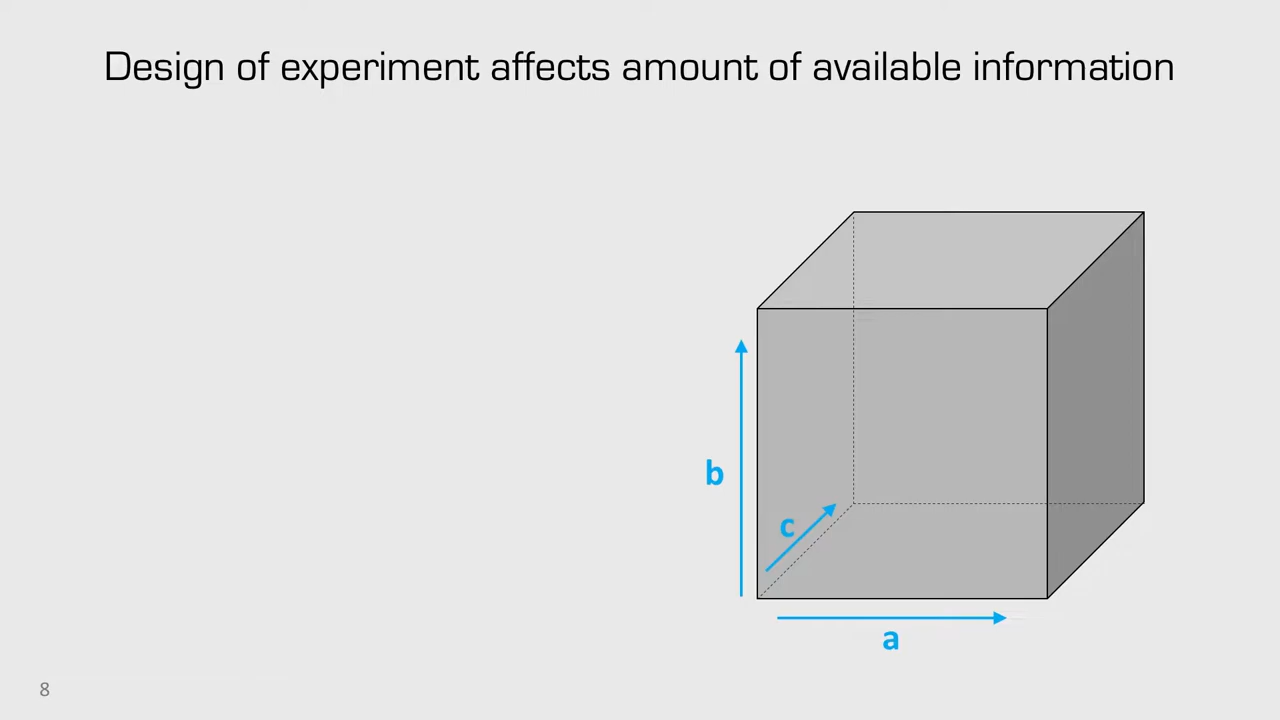 Design of experiment affects amount of available information
b
c
a
8